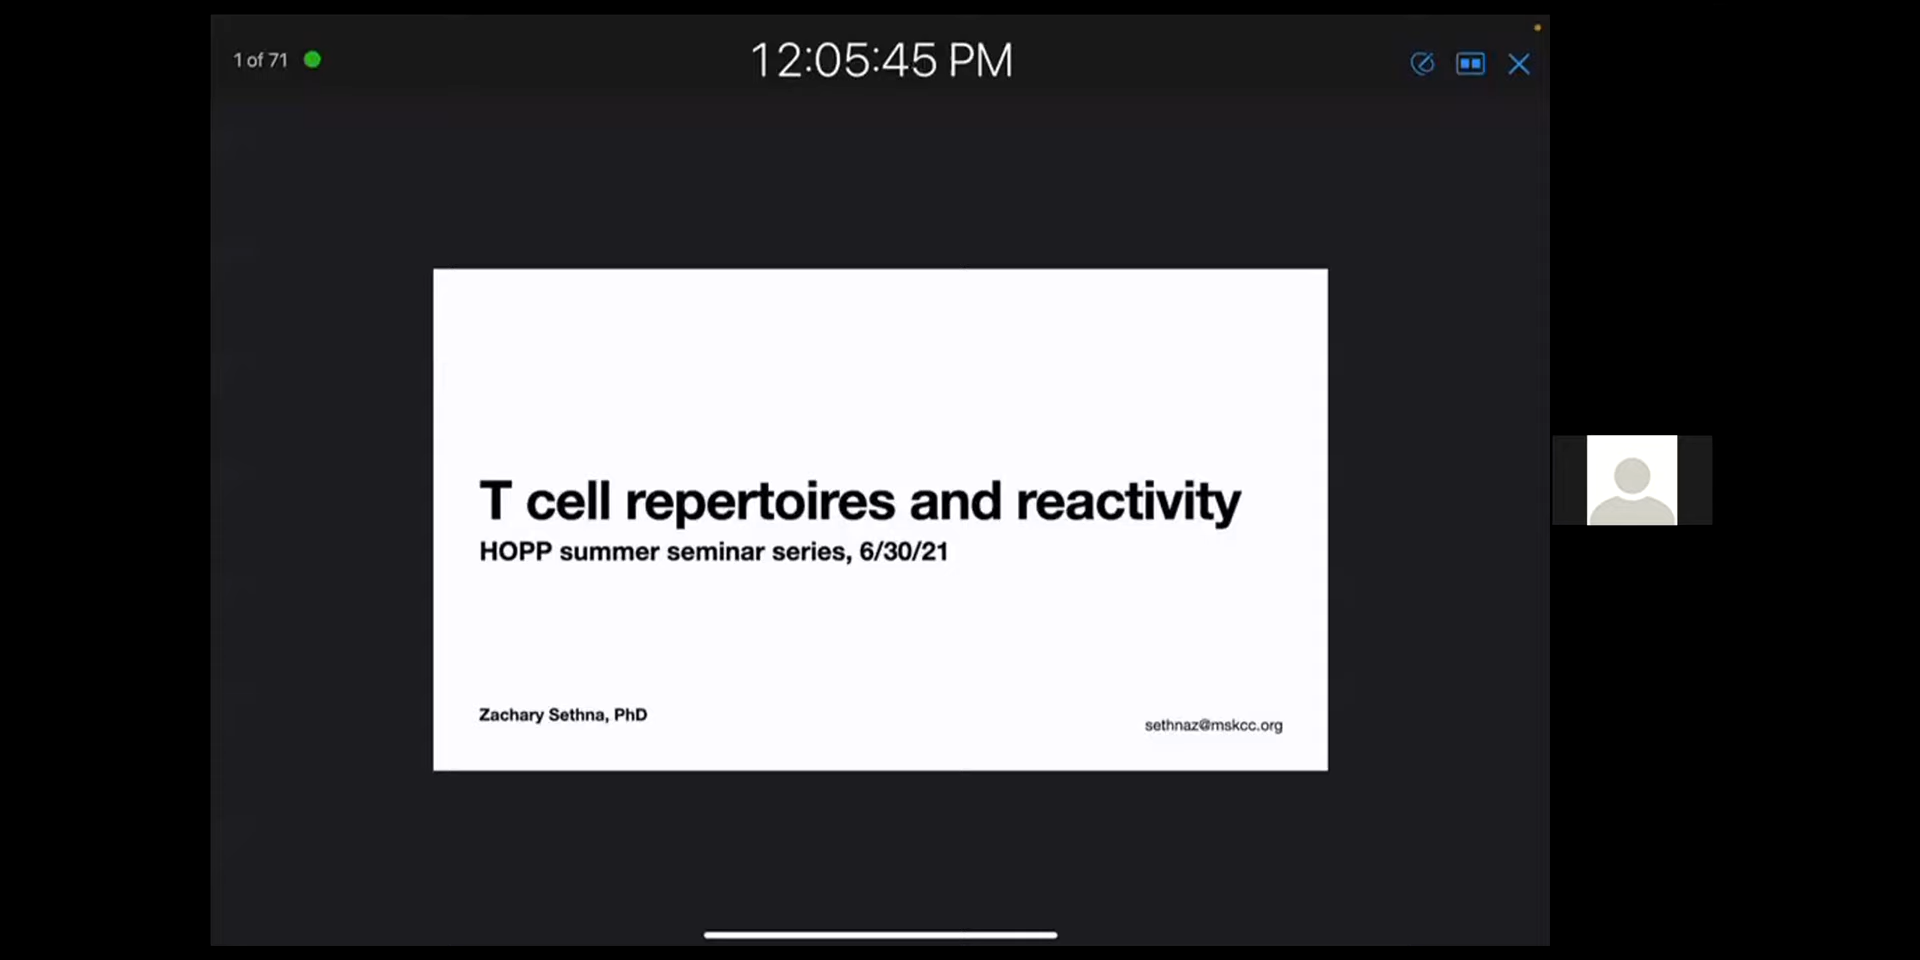 1 of 71
12:05:45 PM
T cell repertoires and reactivity
HOPP summer seminar series, 6/30/21
Zachary Sethna, PhD
sethnaz@mskcc.org